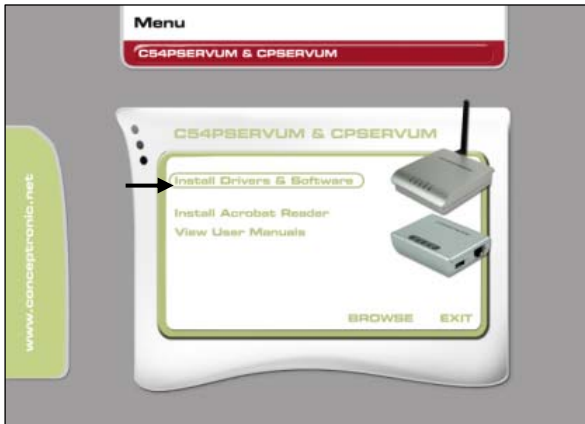 Menu
C54PSERVUM & CPSERVUM
www.conceptronic.net
C54PSERVUM & CPSERVUM
Install Drivers & Software
Install Acrobat Reader
View User Manuals
BROWSE EXIT